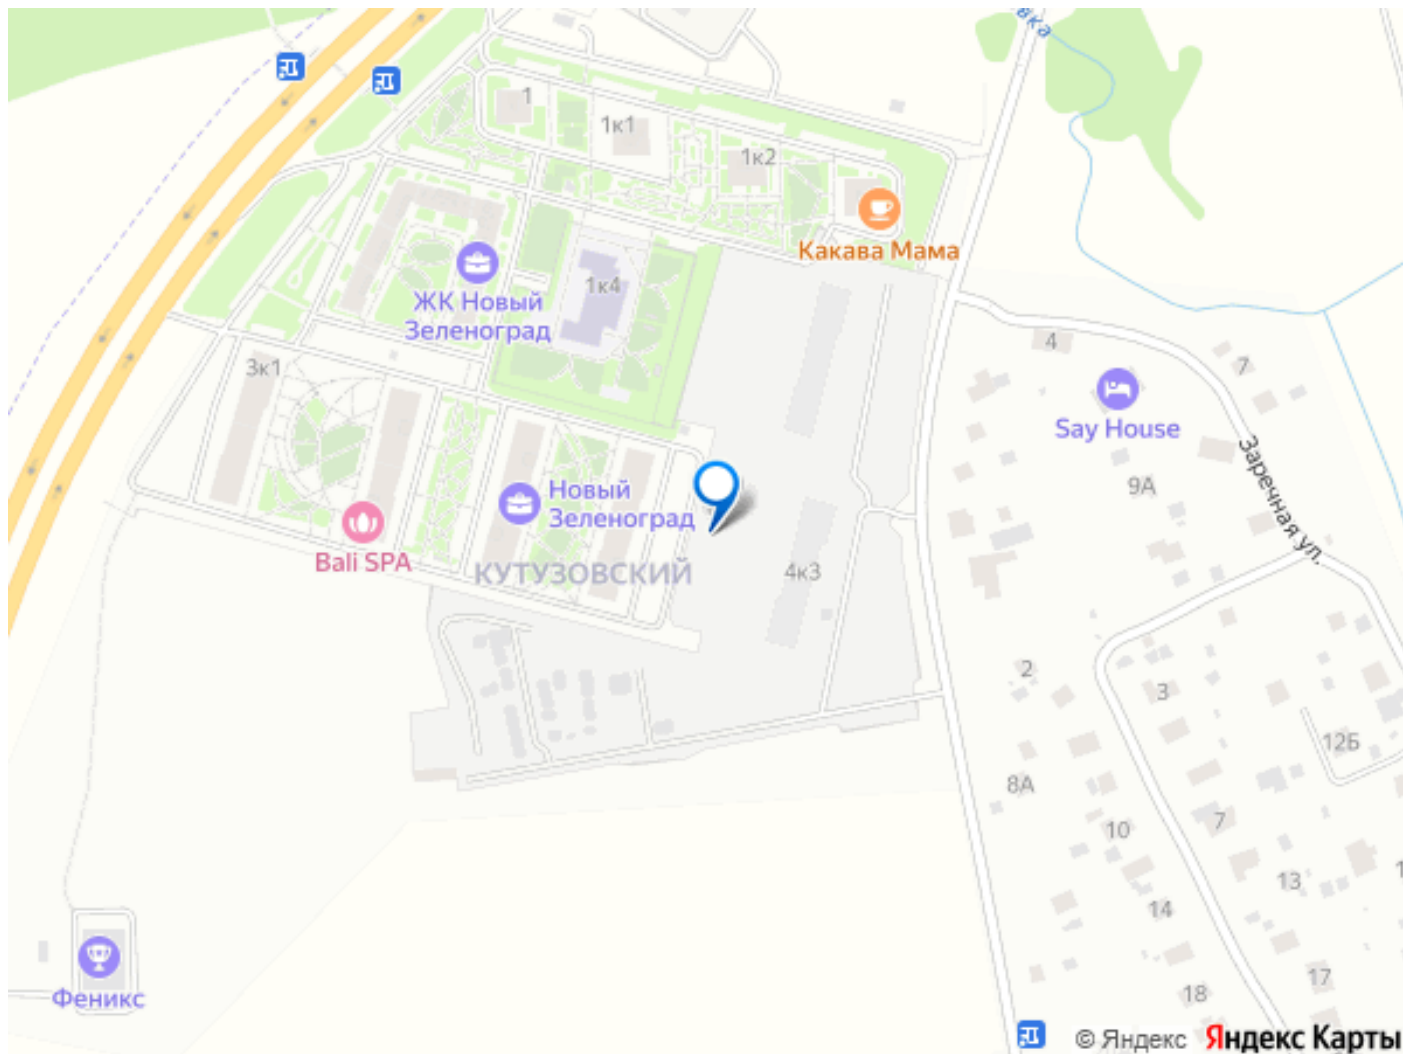 вка
1
1к1
1к2
Какава Мама
1к4
ЖК Новый
Зеленоград
4
7
3к1
Say House
Заречная ул.
9А
Новый
Зеленоград
Bali SPA
КУТУЗОВСКИЙ
4к3
2
3
12Б
8А
10
7
13
14
17
18
Феникс
© Яндекс
Яндекс Карты